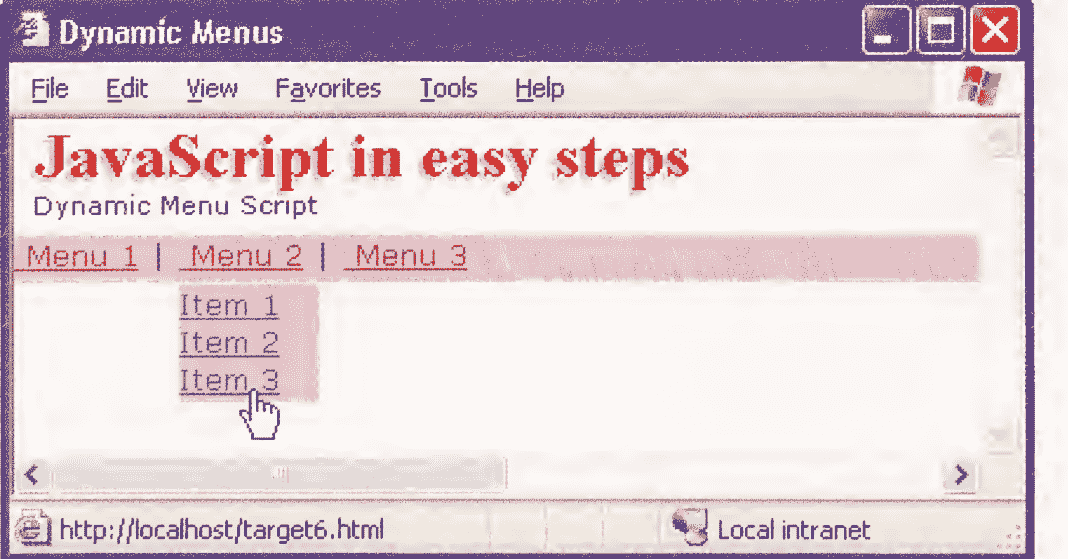 Dynamic Menus
File Edit View Favorites Tools Help
JavaScript in easy steps
Dynamic Menu Script
Menu 1 | Menu 2 | Menu 3
Item 1
Item 2
Item 3
http://localhost/target6.html Local intranet